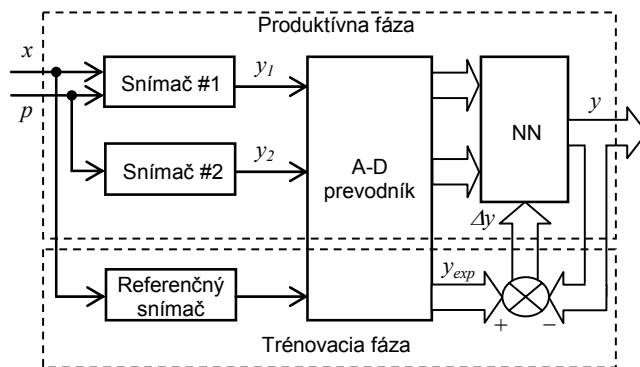 Produktívna fáza
x
p
Snímač #1
y1
Snímač #2
y2
A-D
prevodník
NN
y
Δy
Referenčný
snímač
yexp
+
−
Trénovacia fáza